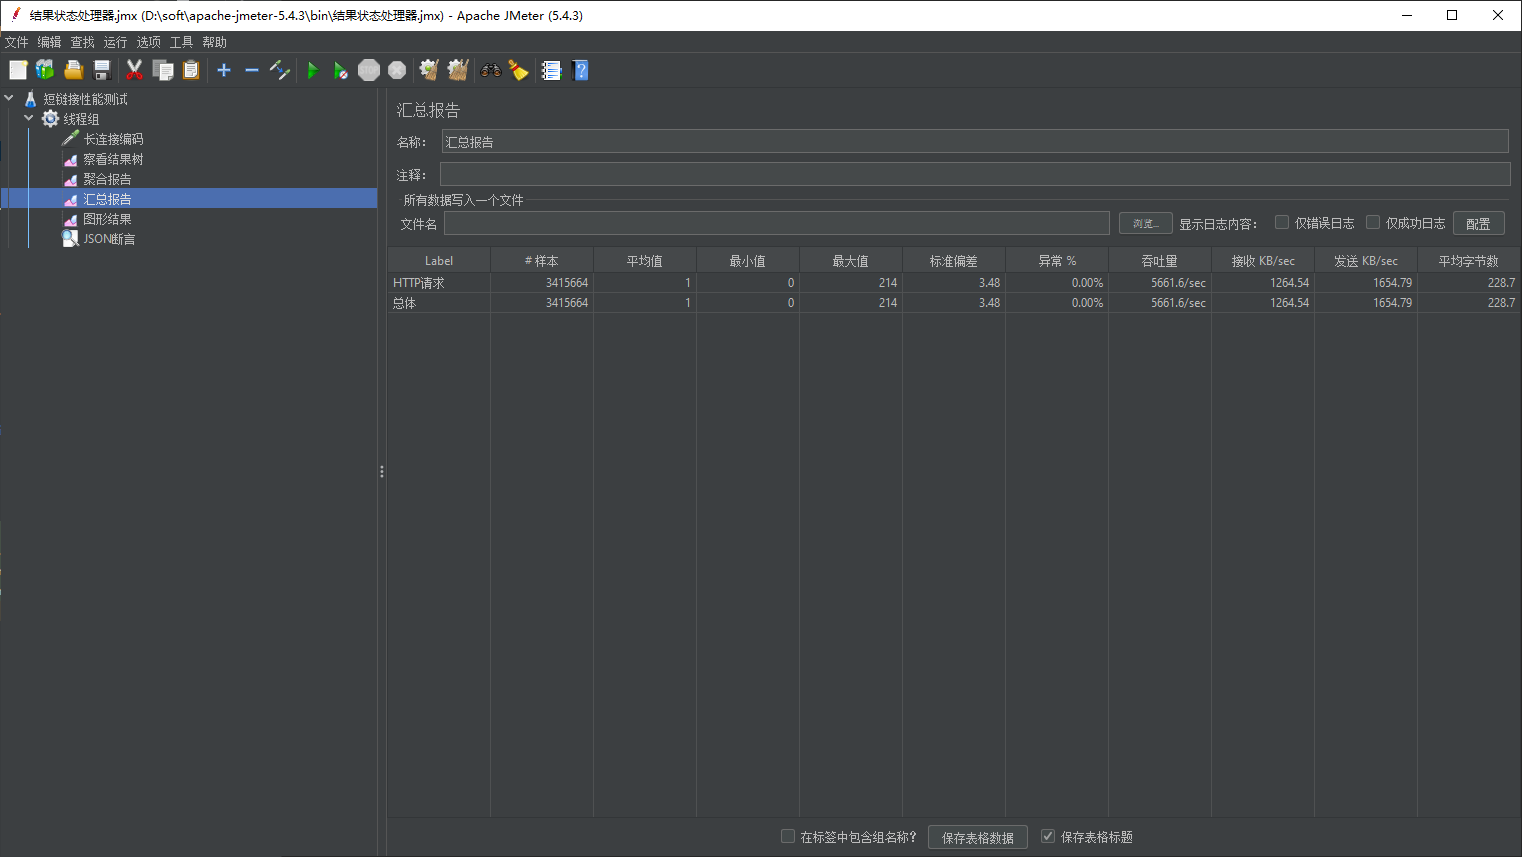 结果状态处理器.jmx (D:\soft\apache-jmeter-5.4.3\bin\结果状态处理器.jmx) - Apache JMeter (5.4.3)
文件 编辑 查找 运行 选项 工具 帮助
STOP
短链接性能测试
线程组
长连接编码
察看结果树
聚合报告
汇总报告
图形结果
JSON断言
汇总报告
名称： 汇总报告
注释：
所有数据写入一个文件
文件名 浏览... 显示日志内容： 仅错误日志 仅成功日志 配置
Label # 样本 平均值 最小值 最大值 标准偏差 异常 % 吞吐量 接收 KB/sec 发送 KB/sec 平均字节数
HTTP请求 3415664 1 0 214 3.48 0.00% 5661.6/sec 1264.54 1654.79 228.7
总体 3415664 1 0 214 3.48 0.00% 5661.6/sec 1264.54 1654.79 228.7
在标签中包含组名称? 保存表格数据 保存表格标题